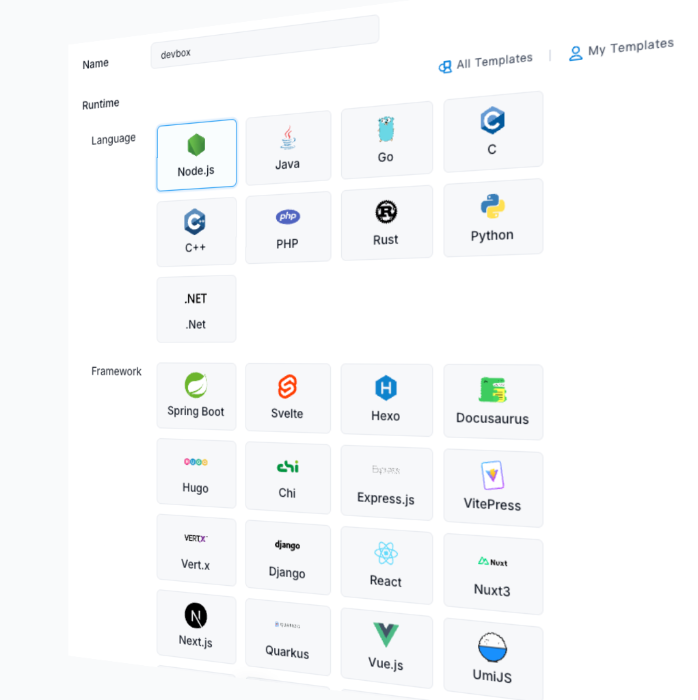 Name
devbox
All Templates
My Templates
Runtime
Language
Node.js
Java
Go
C
C++
php
PHP
Rust
Python
.NET
.Net
Framework
Spring Boot
Svelte
H
Hexo
Docusaurus
HUGO
Hugo
chi
Chi
Express
Express.js
VitePress
VERT.X
Vert.x
django
Django
React
Nuxt
Nuxt3
N
Next.js
QUARKUS
Quarkus
Vue.js
UmiJS